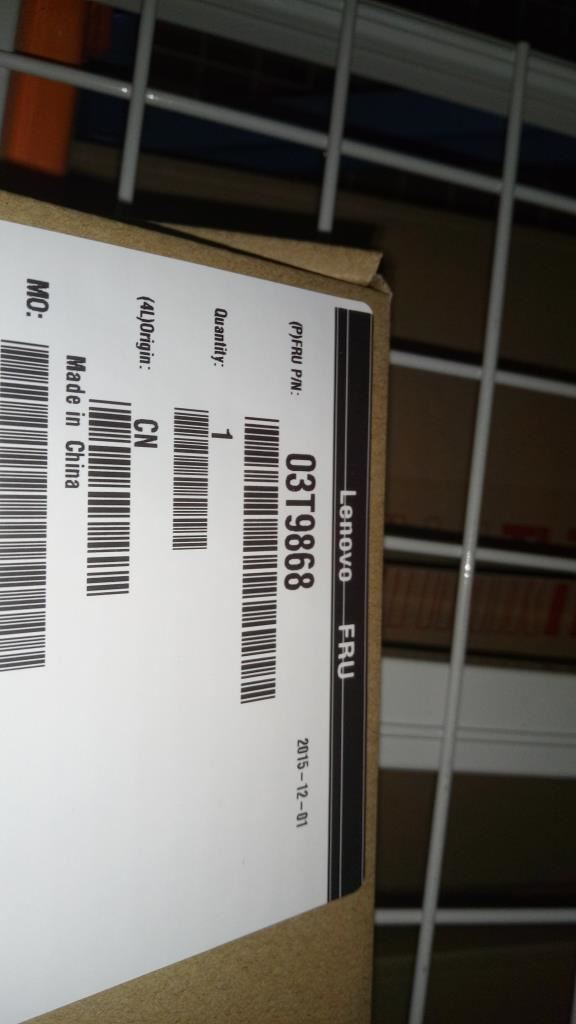 Lenovo FRU
(P)FRU P/N: 03T9868 2015-12-01
Quantity: 1
(4L)Origin: CN
Made in China
MO: